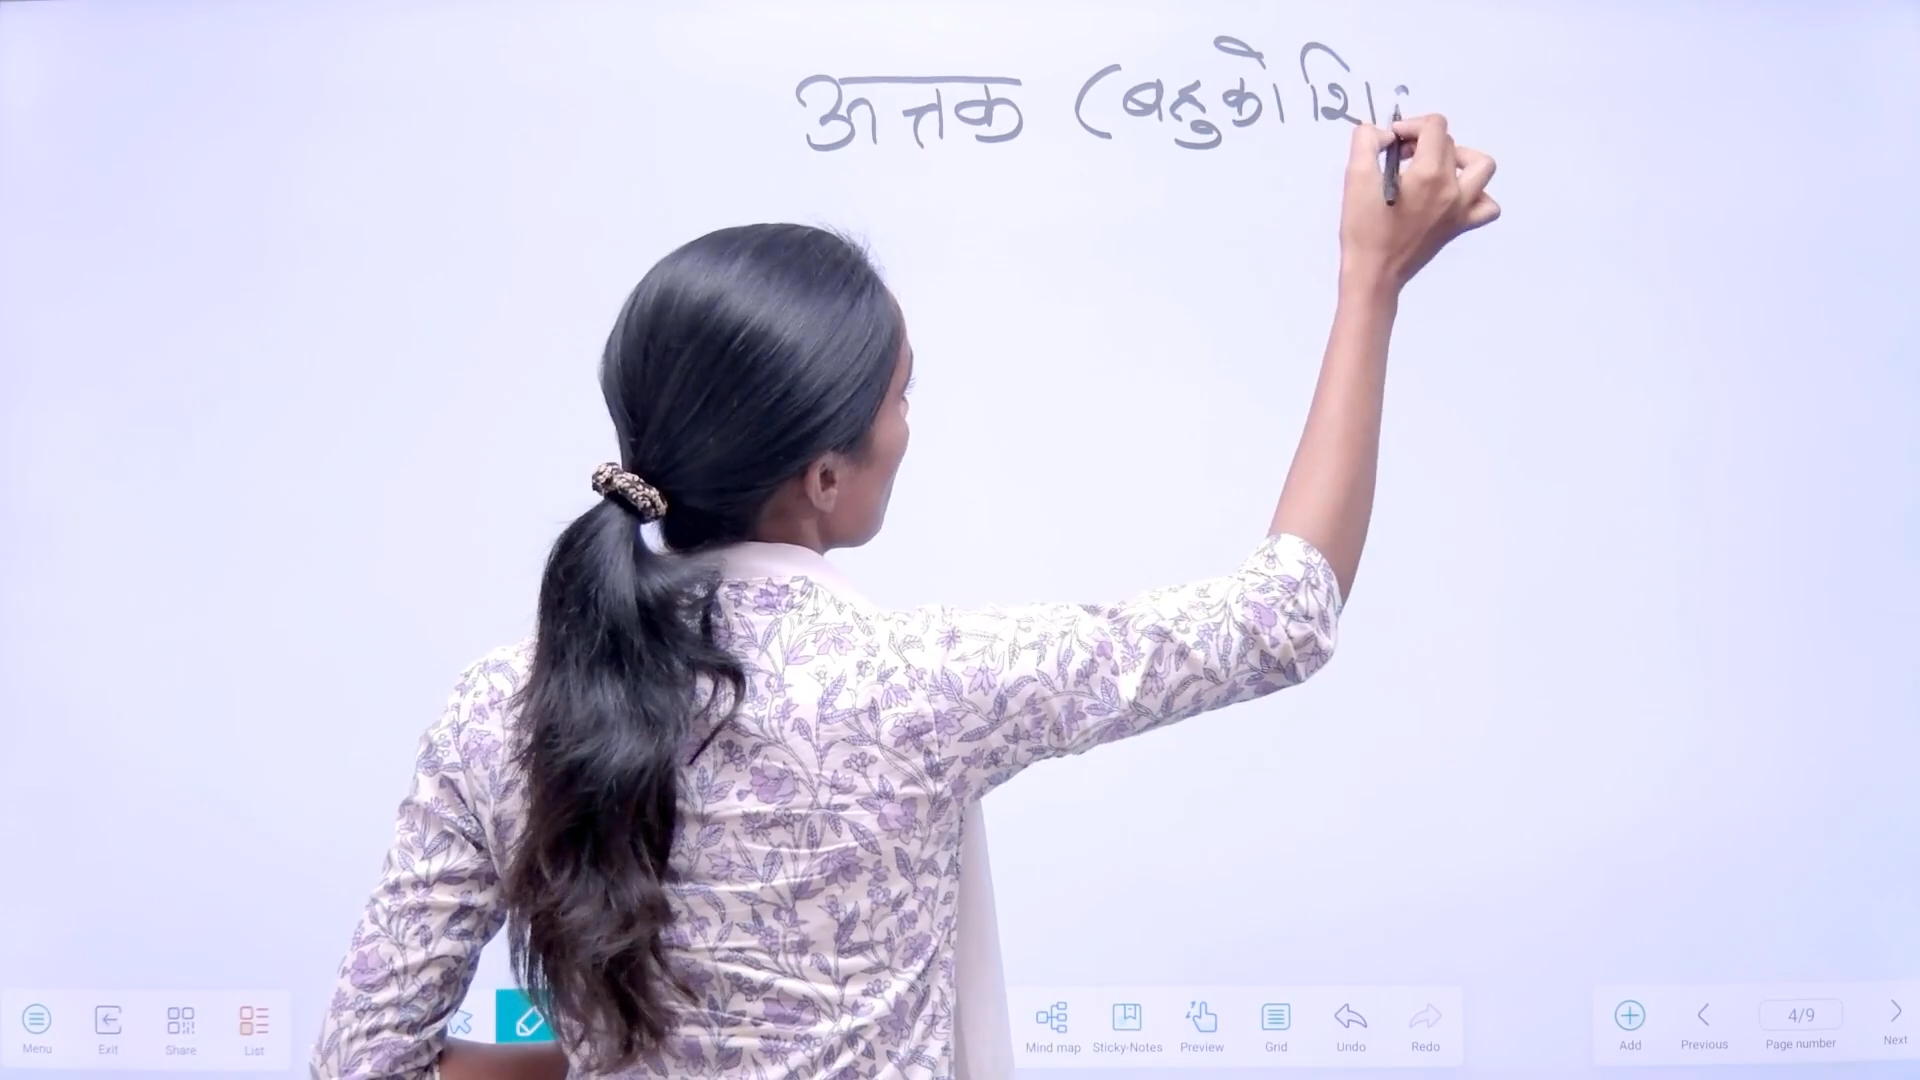 अत्तक (बहुकोशि
Menu
Exit
Share
List
Mind map
Sticky-Notes
Preview
Grid
Undo
Redo
Add
Previous
4/9
Page number
Next